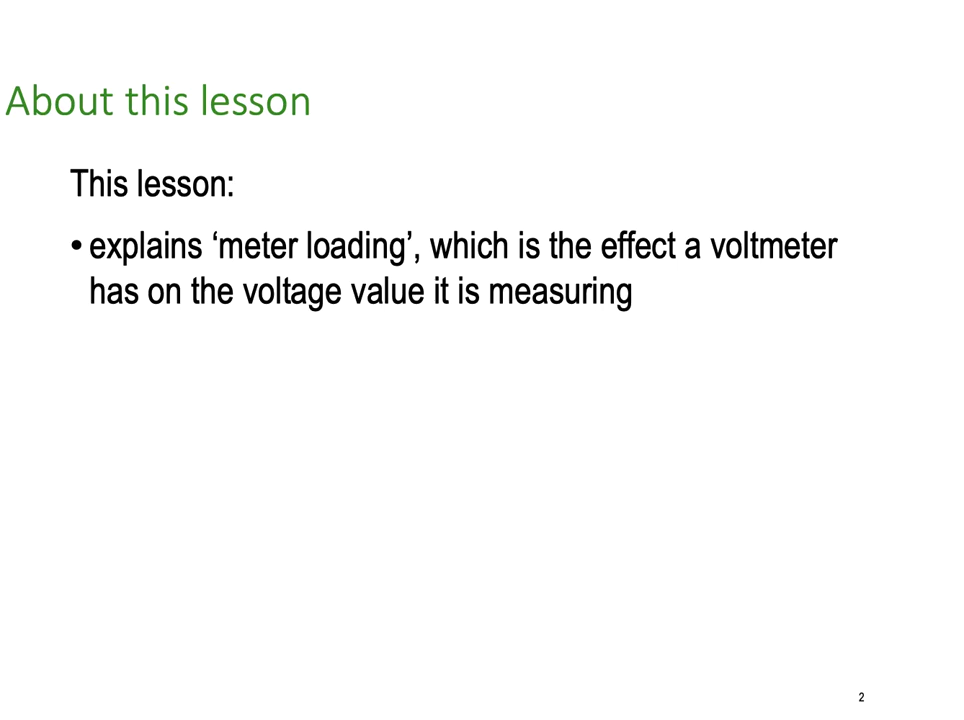 About this lesson
This lesson:
• explains ‘meter loading’, which is the effect a voltmeter
has on the voltage value it is measuring
2